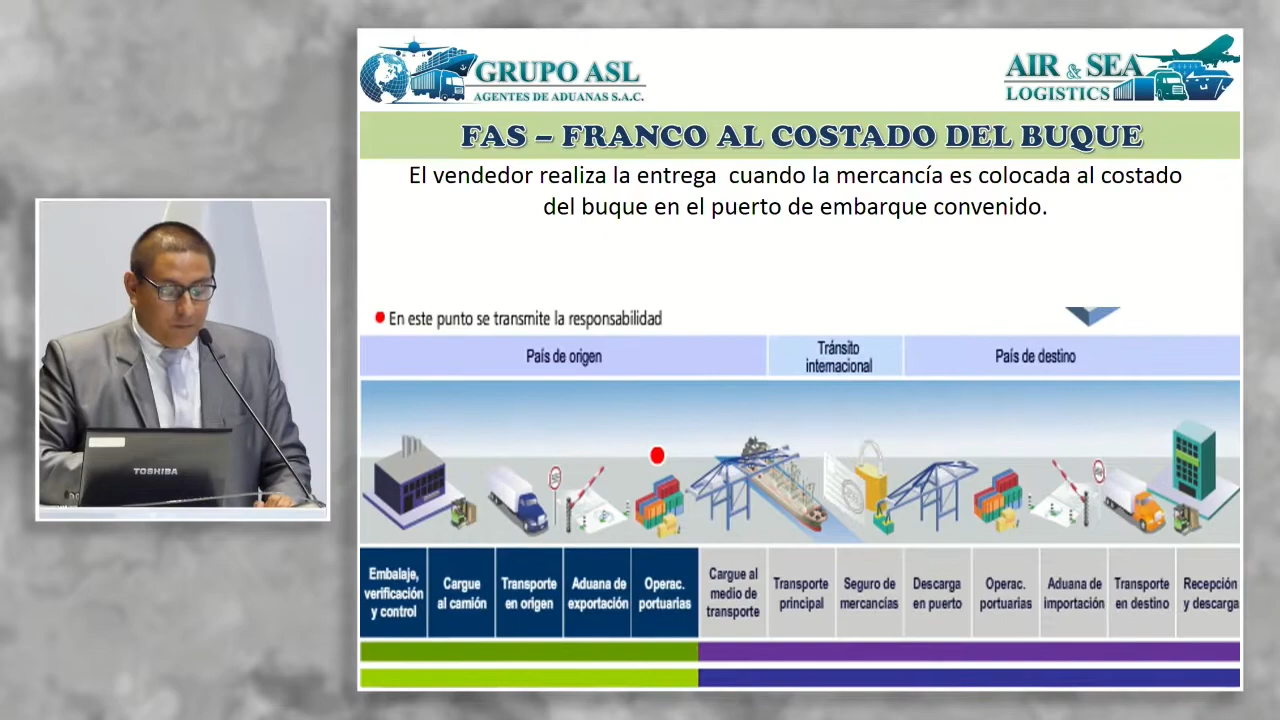 GRUPO ASL
AGENTES DE ADUANAS S.A.C.
AIR & SEA
LOGISTICS
FAS – FRANCO AL COSTADO DEL BUQUE
El vendedor realiza la entrega cuando la mercancía es colocada al costado
del buque en el puerto de embarque convenido.
En este punto se transmite la responsabilidad
País de origen
Tránsito
internacional
País de destino
Embalaje,
verificación
y control
Cargue
al camión
Transporte
en origen
Aduana de
exportación
Operac.
portuarias
Cargue al
medio de
transporte
Transporte
principal
Seguro de
mercancías
Descarga
en puerto
Operac.
portuarias
Aduana de
importación
Transporte
en destino
Recepción
y descarga
TOSHIBA